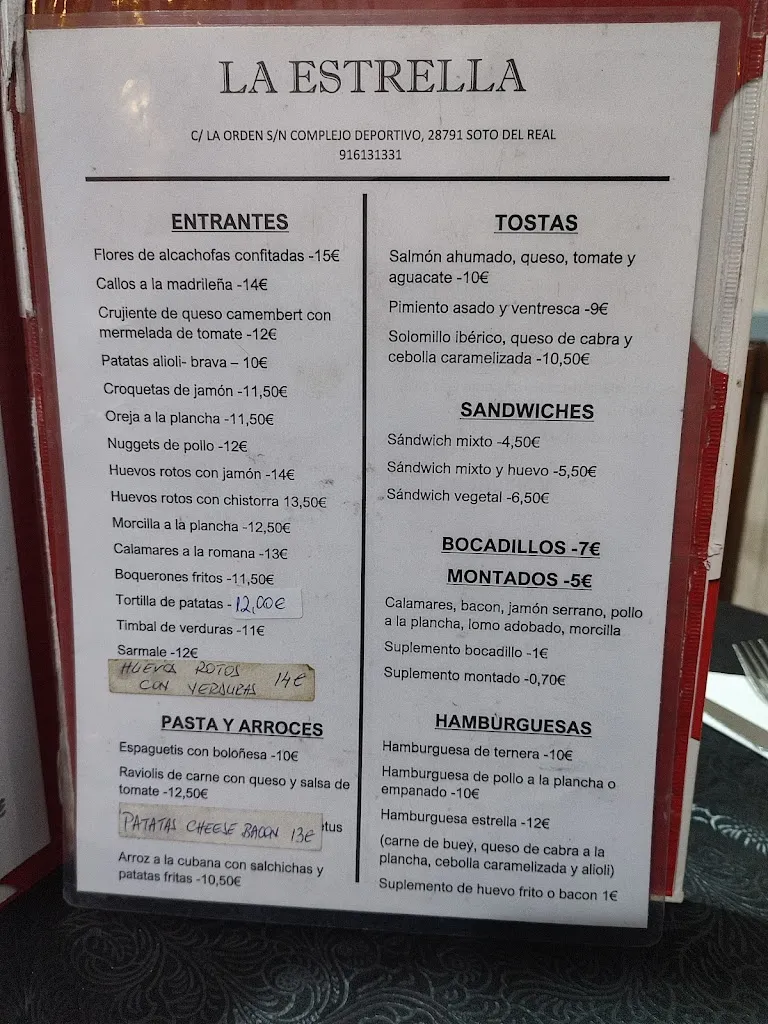 LA ESTRELLA
C/ LA ORDEN S/N COMPLEJO DEPORTIVO, 28791 SOTO DEL REAL
916131331
ENTRANTES
Flores de alcachofas confitadas -15€
Callos a la madrileña -14€
Crujiente de queso camembert con
mermelada de tomate -12€
Patatas alioli- brava – 10€
Croquetas de jamón -11,50€
Oreja a la plancha -11,50€
Nuggets de pollo -12€
Huevos rotos con jamón -14€
Huevos rotos con chistorra 13,50€
Morcilla a la plancha -12,50€
Calamares a la romana -13€
Boquerones fritos -11,50€
Tortilla de patatas - 12,00€
Timbal de verduras -11€
Sarmale -12€
HUEVOS ROTOS
CON VERDURAS 14€
PASTA Y ARROCES
Espaguetis con boloñesa -10€
Raviolis de carne con queso y salsa de
tomate -12,50€
PATATAS CHEESE BACON 13€
Arroz a la cubana con salchichas y
patatas fritas -10,50€
TOSTAS
Salmón ahumado, queso, tomate y
aguacate -10€
Pimiento asado y ventresca -9€
Solomillo ibérico, queso de cabra y
cebolla caramelizada -10,50€
SANDWICHES
Sándwich mixto -4,50€
Sándwich mixto y huevo -5,50€
Sándwich vegetal -6,50€
BOCADILLOS -7€
MONTADOS -5€
Calamares, bacon, jamón serrano, pollo
a la plancha, lomo adobado, morcilla
Suplemento bocadillo -1€
Suplemento montado -0,70€
HAMBURGUESAS
Hamburguesa de ternera -10€
Hamburguesa de pollo a la plancha o
empanado -10€
Hamburguesa estrella -12€
(carne de buey, queso de cabra a la
plancha, cebolla caramelizada y alioli)
Suplemento de huevo frito o bacon 1€